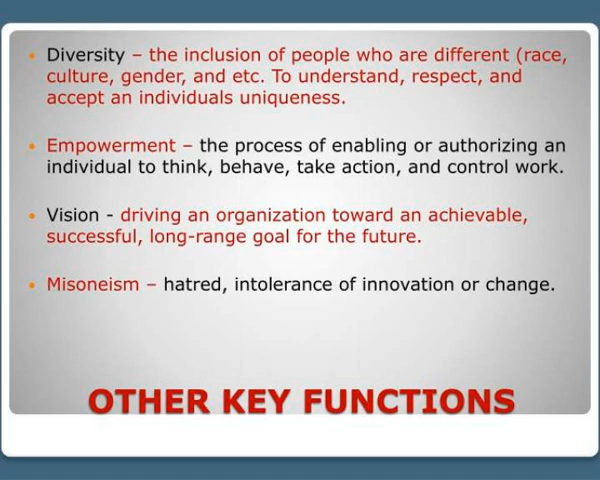 Diversity – the inclusion of people who are different (race,
culture, gender, and etc. To understand, respect, and
accept an individuals uniqueness.
Empowerment – the process of enabling or authorizing an
individual to think, behave, take action, and control work.
Vision - driving an organization toward an achievable,
successful, long-range goal for the future.
Misoneism – hatred, intolerance of innovation or change.
OTHER KEY FUNCTIONS